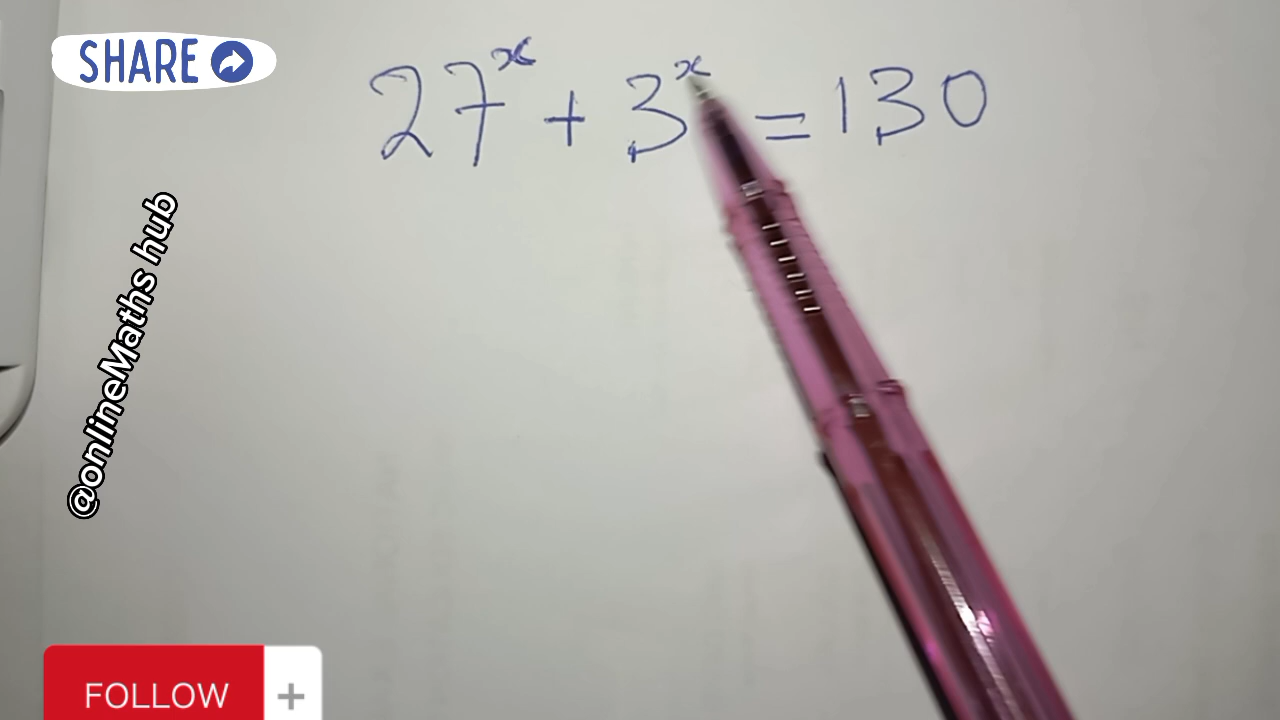 SHARE
27^x + 3^x = 130
@onlineMaths hub
FOLLOW +